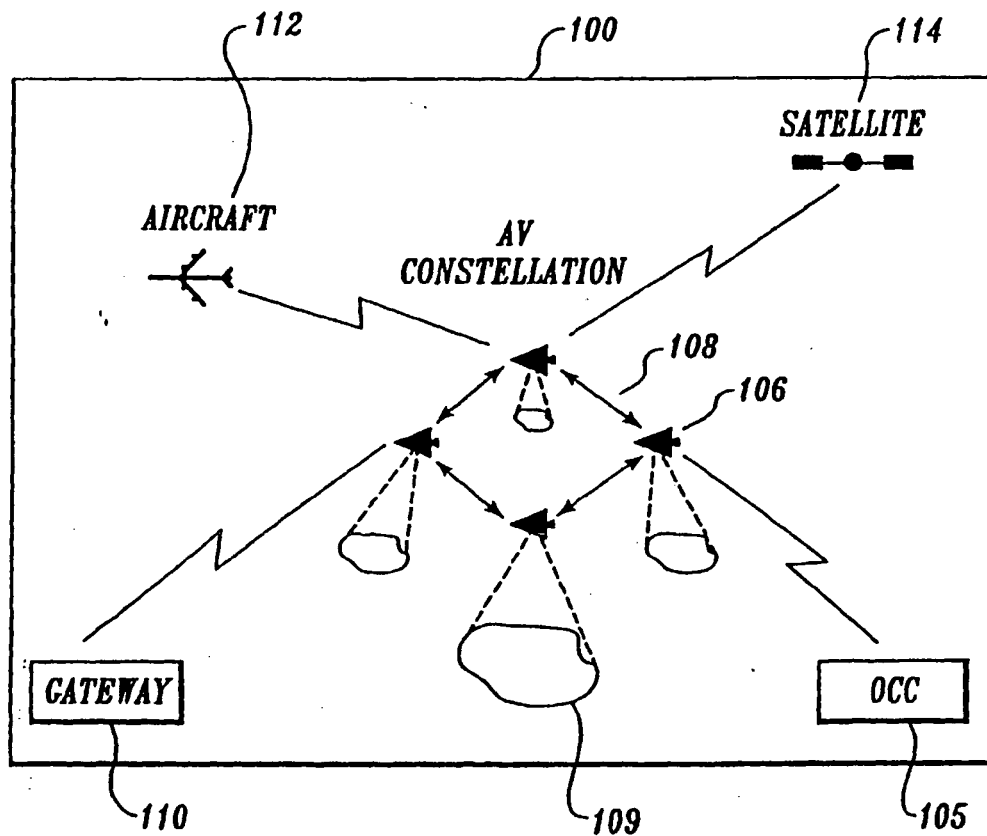 112
100
114
SATELLITE
AIRCRAFT
AV
CONSTELLATION
108
106
GATEWAY
OCC
110
109
105